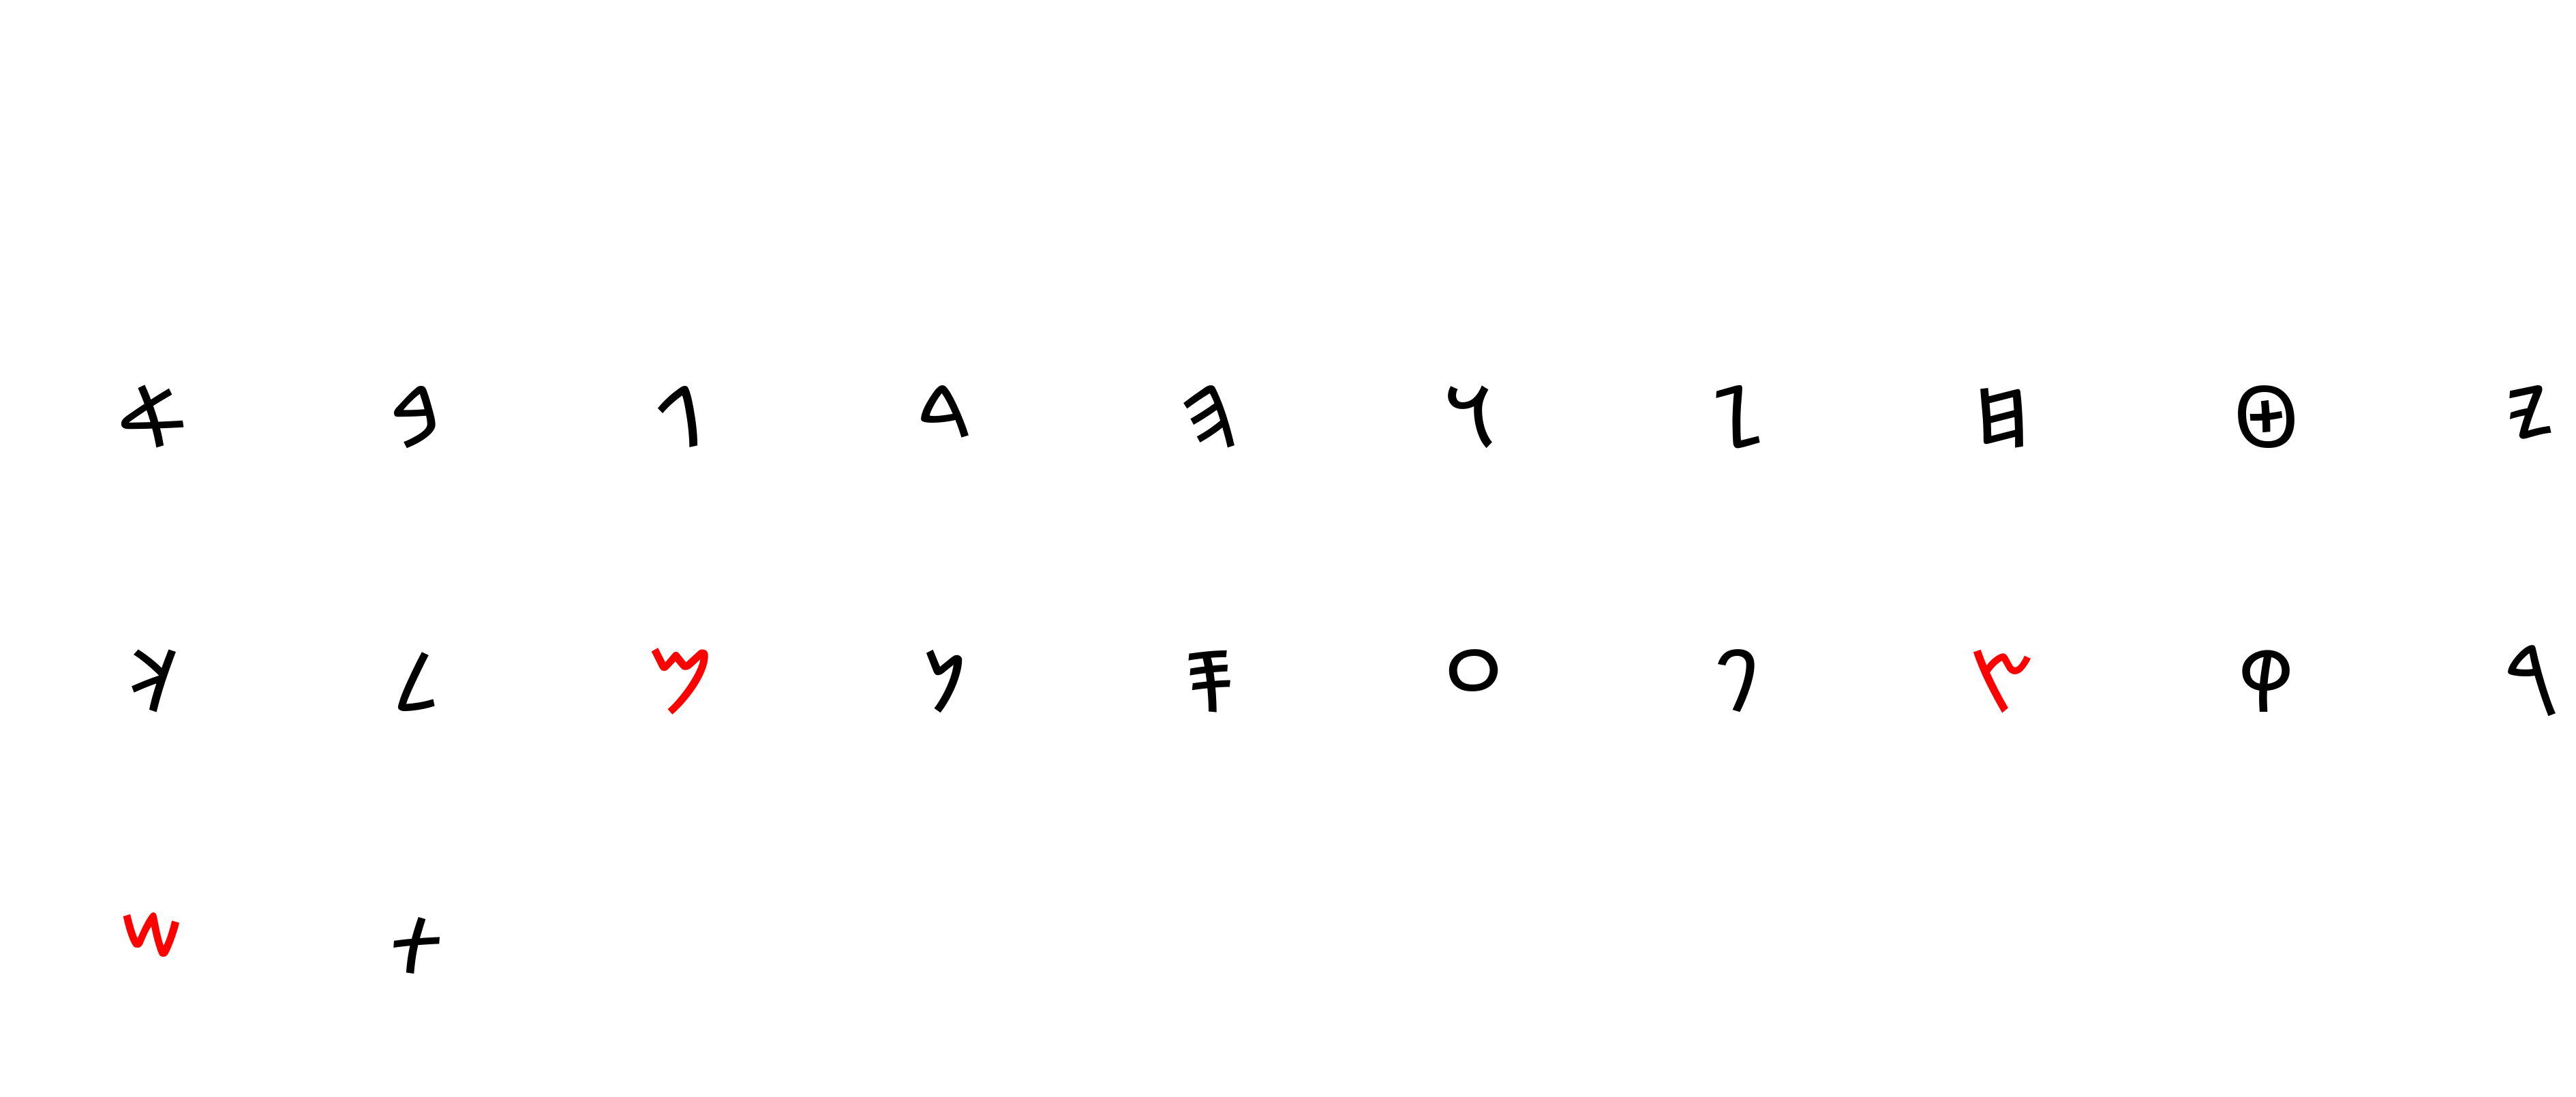 𐤀 𐤁 𐤂 𐤃 𐤄 𐤅 𐤆 𐤇 𐤈 𐤉
𐤊 𐤋 𐤌 𐤍 𐤎 𐤏 𐤐 𐤑 𐤒 𐤓
𐤔 𐤕